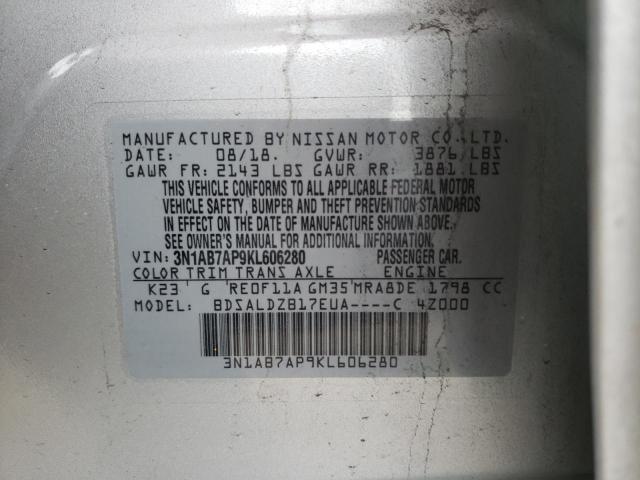 MANUFACTURED BY NISSAN MOTOR CO., LTD.
DATE: 08/18. GVWR: 3876 LBS
GAWR FR: 2143 LBS GAWR RR: 1881 LBS
THIS VEHICLE CONFORMS TO ALL APPLICABLE FEDERAL MOTOR
VEHICLE SAFETY, BUMPER AND THEFT PREVENTION STANDARDS
IN EFFECT ON THE DATE OF MANUFACTURE SHOWN ABOVE.
SEE OWNER'S MANUAL FOR ADDITIONAL INFORMATION.
VIN: 3N1AB7AP9KL606280 PASSENGER CAR.
COLOR TRIM TRANS AXLE ENGINE
K23 G RE0F11A GM35 MRA8DE 1798 CC
MODEL: BDSALDZB17EUA----C 4Z000
3N1AB7AP9KL606280